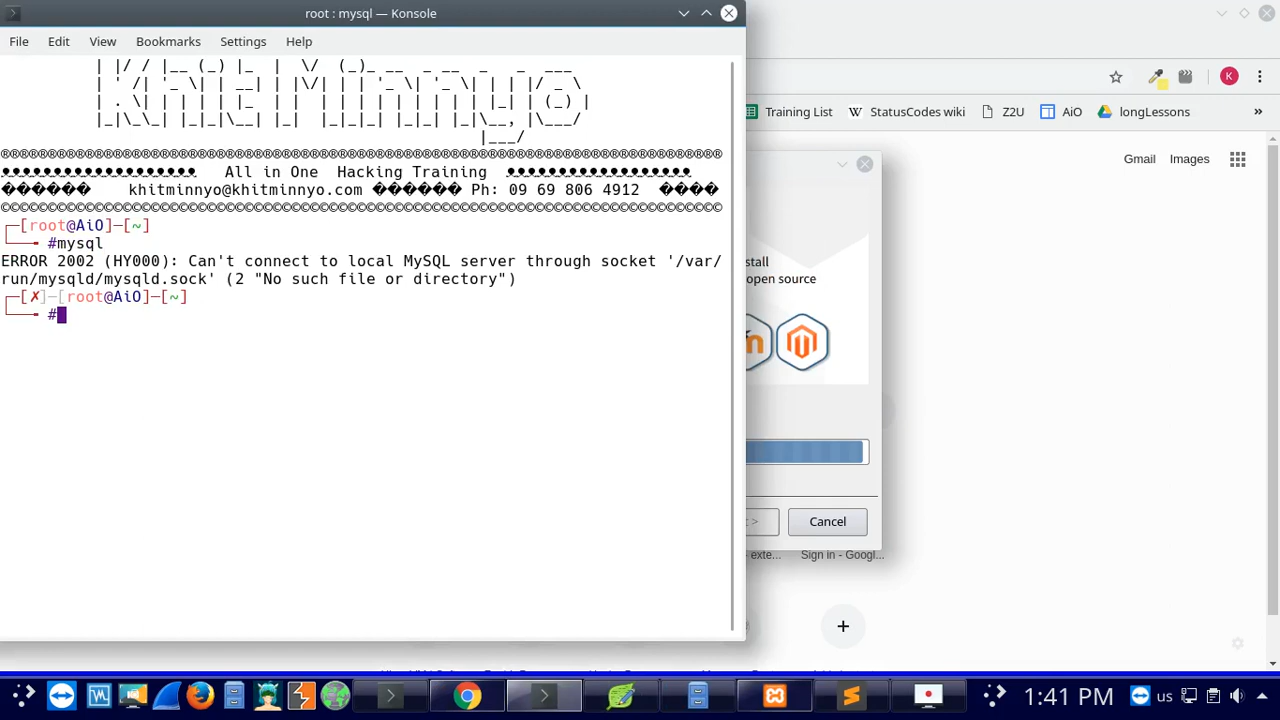 root : mysql — Konsole
File Edit View Bookmarks Settings Help
All in One Hacking Training
khitminnyo@khitminnyo.com ������ Ph: 09 69 806 4912 ����
┌─[root@AiO]─[~]
└──╼ #mysql
ERROR 2002 (HY000): Can't connect to local MySQL server through socket '/var/
run/mysqld/mysqld.sock' (2 "No such file or directory")
┌─[✗]─[root@AiO]─[~]
└──╼ #
K
Training List StatusCodes wiki Z2U AiO longLessons »
Gmail Images
open source
Cancel
exte... Sign in - Googl...
1:41 PM us